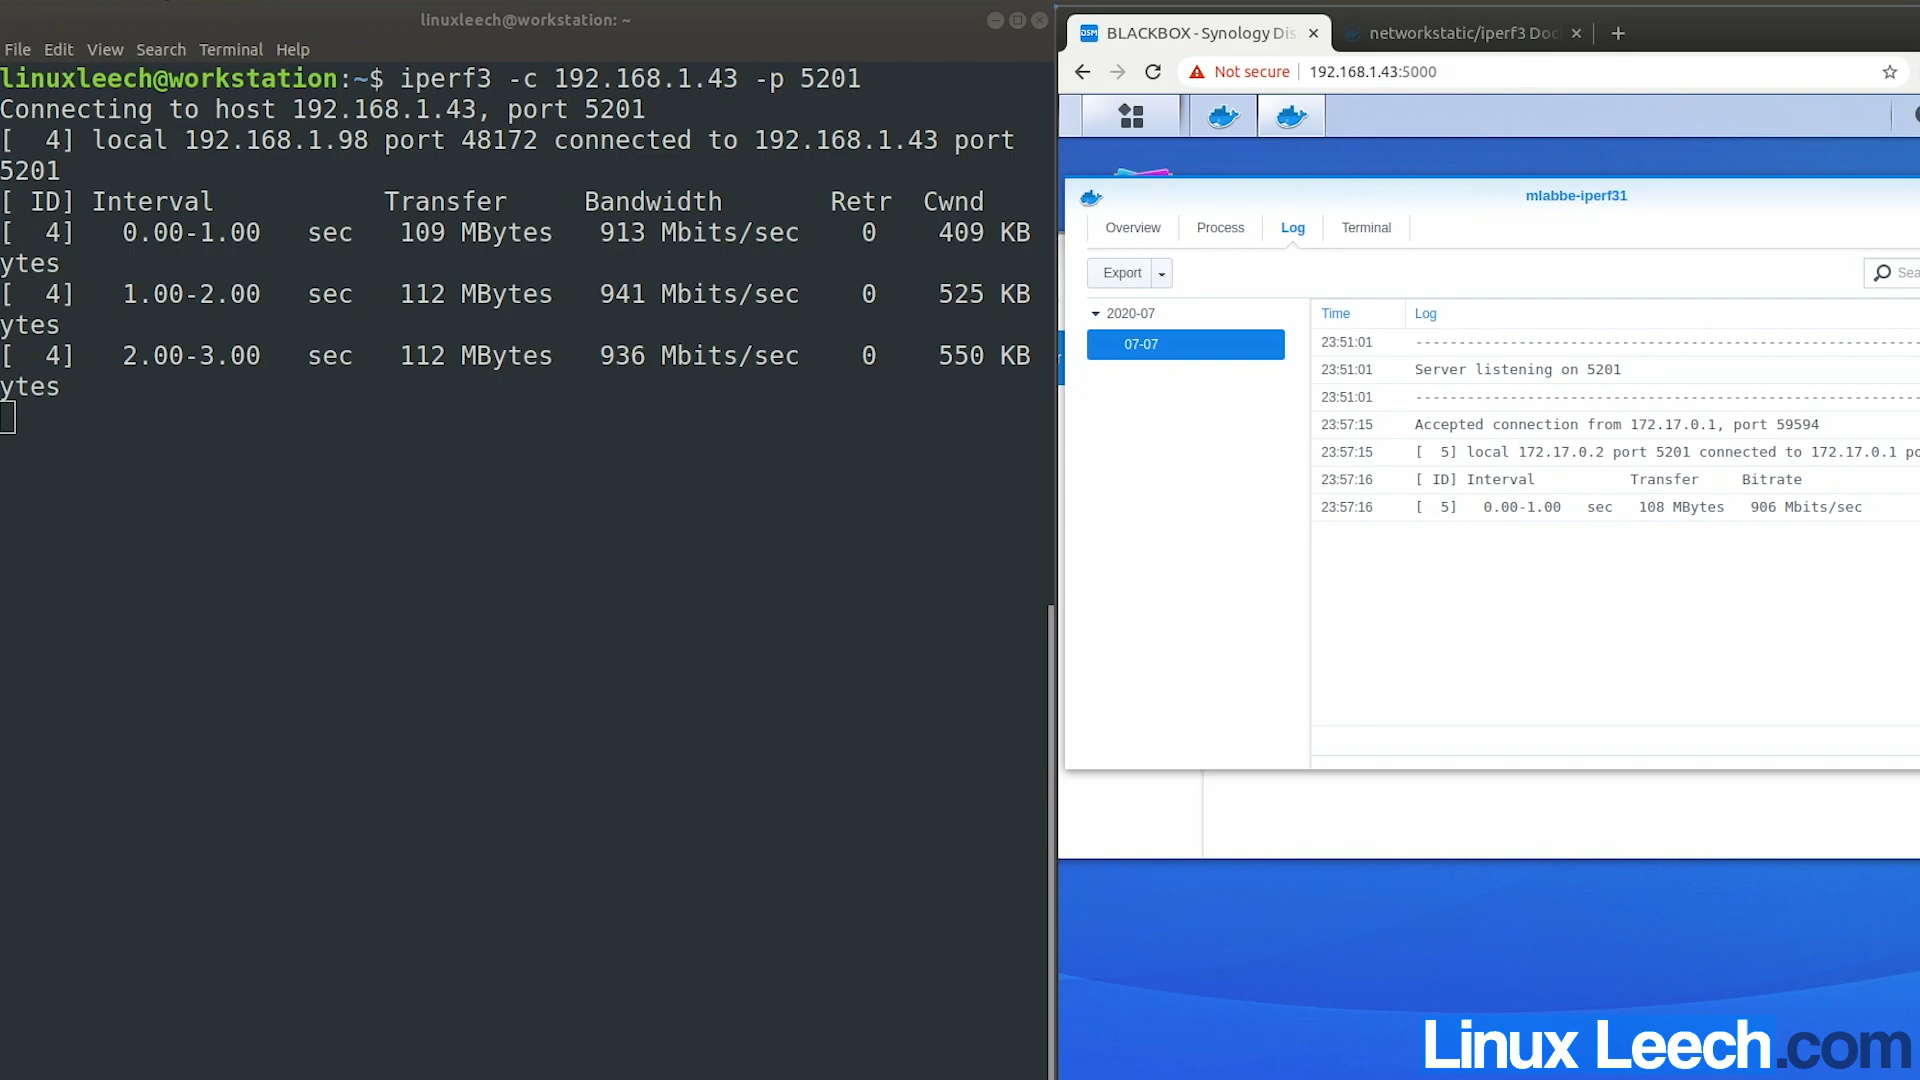 linuxleech@workstation: ~
File Edit View Search Terminal Help
linuxleech@workstation:~$ iperf3 -c 192.168.1.43 -p 5201
Connecting to host 192.168.1.43, port 5201
[  4] local 192.168.1.98 port 48172 connected to 192.168.1.43 port
5201
[ ID] Interval           Transfer     Bandwidth       Retr  Cwnd
[  4]   0.00-1.00   sec   109 MBytes   913 Mbits/sec    0    409 KB
ytes
[  4]   1.00-2.00   sec   112 MBytes   941 Mbits/sec    0    525 KB
ytes
[  4]   2.00-3.00   sec   112 MBytes   936 Mbits/sec    0    550 KB
ytes
DSM BLACKBOX - Synology Dis
networkstatic/iperf3 Doc
Not secure 192.168.1.43:5000
mlabbe-iperf31
Overview Process Log Terminal
Export
Sea
2020-07
07-07
Time Log
23:51:01 -----------------------------------------------------------
23:51:01 Server listening on 5201
23:51:01 -----------------------------------------------------------
23:57:15 Accepted connection from 172.17.0.1, port 59594
23:57:15 [  5] local 172.17.0.2 port 5201 connected to 172.17.0.1 po
23:57:16 [ ID] Interval           Transfer     Bitrate
23:57:16 [  5]   0.00-1.00   sec   108 MBytes   906 Mbits/sec
Linux Leech.com